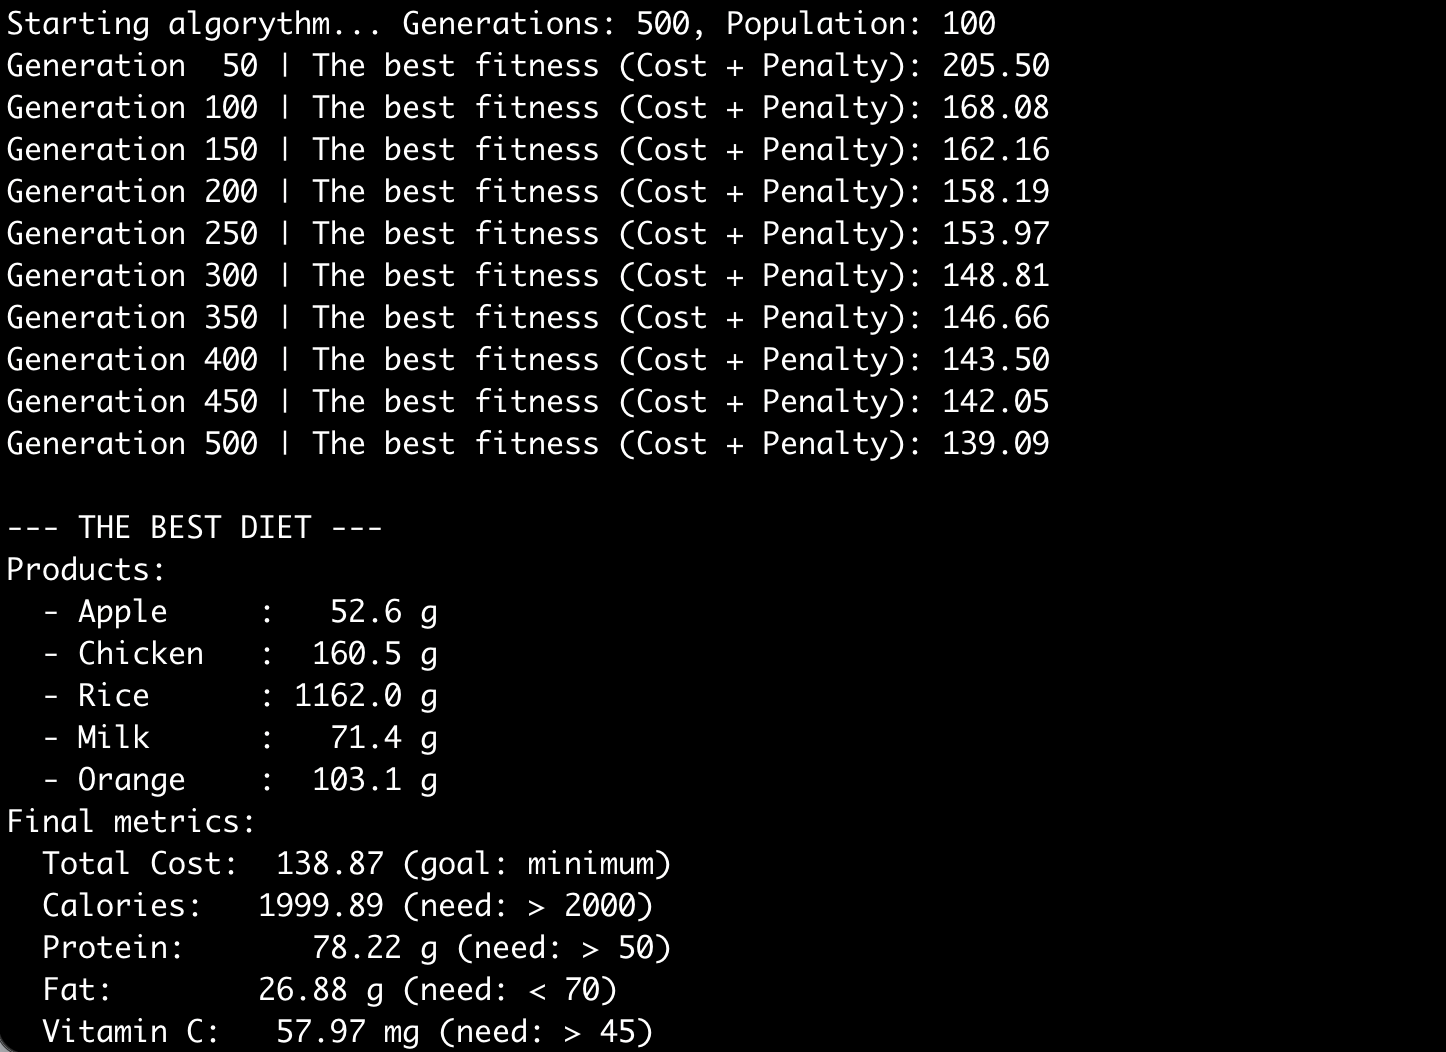 Starting algorythm... Generations: 500, Population: 100
Generation  50 | The best fitness (Cost + Penalty): 205.50
Generation 100 | The best fitness (Cost + Penalty): 168.08
Generation 150 | The best fitness (Cost + Penalty): 162.16
Generation 200 | The best fitness (Cost + Penalty): 158.19
Generation 250 | The best fitness (Cost + Penalty): 153.97
Generation 300 | The best fitness (Cost + Penalty): 148.81
Generation 350 | The best fitness (Cost + Penalty): 146.66
Generation 400 | The best fitness (Cost + Penalty): 143.50
Generation 450 | The best fitness (Cost + Penalty): 142.05
Generation 500 | The best fitness (Cost + Penalty): 139.09

--- THE BEST DIET ---
Products:
  - Apple     :   52.6 g
  - Chicken   :  160.5 g
  - Rice      : 1162.0 g
  - Milk      :   71.4 g
  - Orange    :  103.1 g
Final metrics:
  Total Cost:  138.87 (goal: minimum)
  Calories:   1999.89 (need: > 2000)
  Protein:       78.22 g (need: > 50)
  Fat:        26.88 g (need: < 70)
  Vitamin C:   57.97 mg (need: > 45)